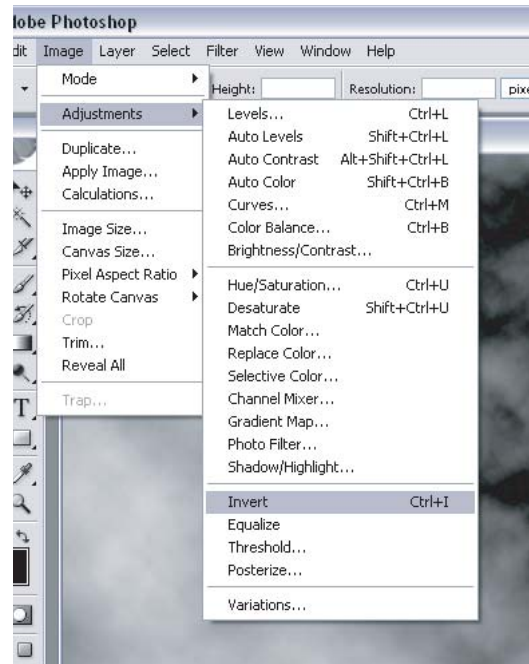 dobe Photoshop
dit Image Layer Select Filter View Window Help
Height: Resolution: pixe
Mode
Adjustments
Duplicate...
Apply Image...
Calculations...
Image Size...
Canvas Size...
Pixel Aspect Ratio
Rotate Canvas
Crop
Trim...
Reveal All
Trap...
Levels... Ctrl+L
Auto Levels Shift+Ctrl+L
Auto Contrast Alt+Shift+Ctrl+L
Auto Color Shift+Ctrl+B
Curves... Ctrl+M
Color Balance... Ctrl+B
Brightness/Contrast...
Hue/Saturation... Ctrl+U
Desaturate Shift+Ctrl+U
Match Color...
Replace Color...
Selective Color...
Channel Mixer...
Gradient Map...
Photo Filter...
Shadow/Highlight...
Invert Ctrl+I
Equalize
Threshold...
Posterize...
Variations...
T